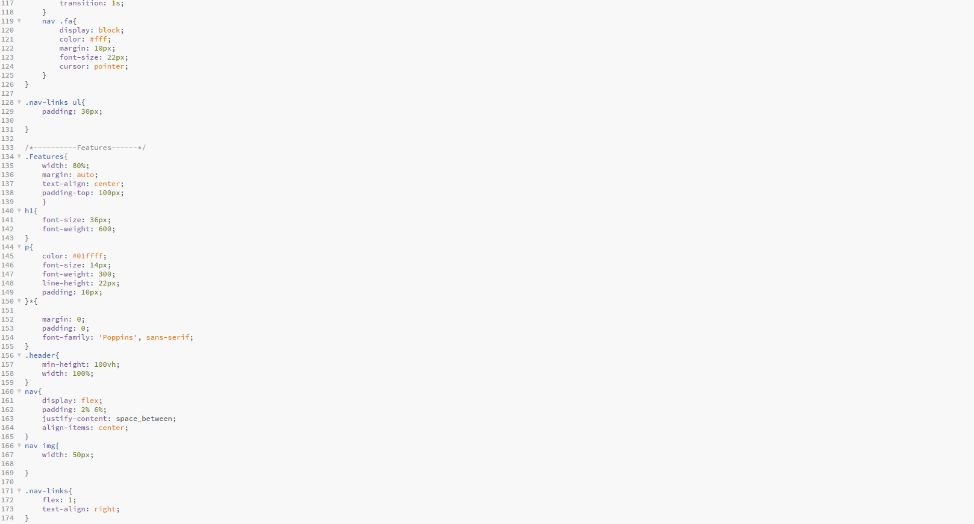 117 transition: 1s;
118 }
119 nav .fa{
120 display: block;
121 color: #fff;
122 margin: 10px;
123 font-size: 22px;
124 cursor: pointer;
125 }
126 }
127
128 .nav-links ul{
129 padding: 30px;
130
131 }
132
133 /*----------Features------*/
134 .Features{
135 width: 80%;
136 margin: auto;
137 text-align: center;
138 padding-top: 100px;
139 }
140 h1{
141 font-size: 36px;
142 font-weight: 600;
143 }
144 p{
145 color: #01ffff;
146 font-size: 14px;
147 font-weight: 300;
148 line-height: 22px;
149 padding: 10px;
150 }*{
151
152 margin: 0;
153 padding: 0;
154 font-family: 'Poppins', sans-serif;
155 }
156 .header{
157 min-height: 100vh;
158 width: 100%;
159 }
160 nav{
161 display: flex;
162 padding: 2% 6%;
163 justify-content: space_between;
164 align-items: center;
165 }
166 nav img{
167 width: 50px;
168
169 }
170
171 .nav-links{
172 flex: 1;
173 text-align: right;
174 }